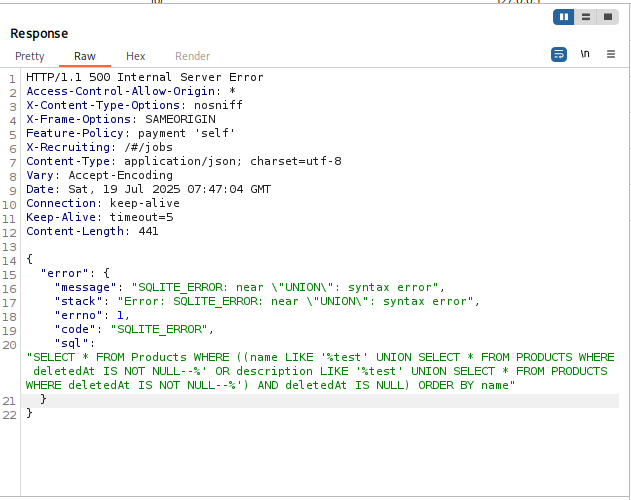 Response
Pretty Raw Hex Render \n
1 HTTP/1.1 500 Internal Server Error
2 Access-Control-Allow-Origin: *
3 X-Content-Type-Options: nosniff
4 X-Frame-Options: SAMEORIGIN
5 Feature-Policy: payment 'self'
6 X-Recruiting: /#/jobs
7 Content-Type: application/json; charset=utf-8
8 Vary: Accept-Encoding
9 Date: Sat, 19 Jul 2025 07:47:04 GMT
10 Connection: keep-alive
11 Keep-Alive: timeout=5
12 Content-Length: 441
13
14 {
15 "error": {
16 "message": "SQLITE_ERROR: near \"UNION\": syntax error",
17 "stack": "Error: SQLITE_ERROR: near \"UNION\": syntax error",
18 "errno": 1,
19 "code": "SQLITE_ERROR",
20 "sql":
"SELECT * FROM Products WHERE ((name LIKE '%test' UNION SELECT * FROM PRODUCTS WHERE
deletedAt IS NOT NULL--%' OR description LIKE '%test' UNION SELECT * FROM PRODUCTS
WHERE deletedAt IS NOT NULL--%') AND deletedAt IS NULL) ORDER BY name"
21 }
22 }